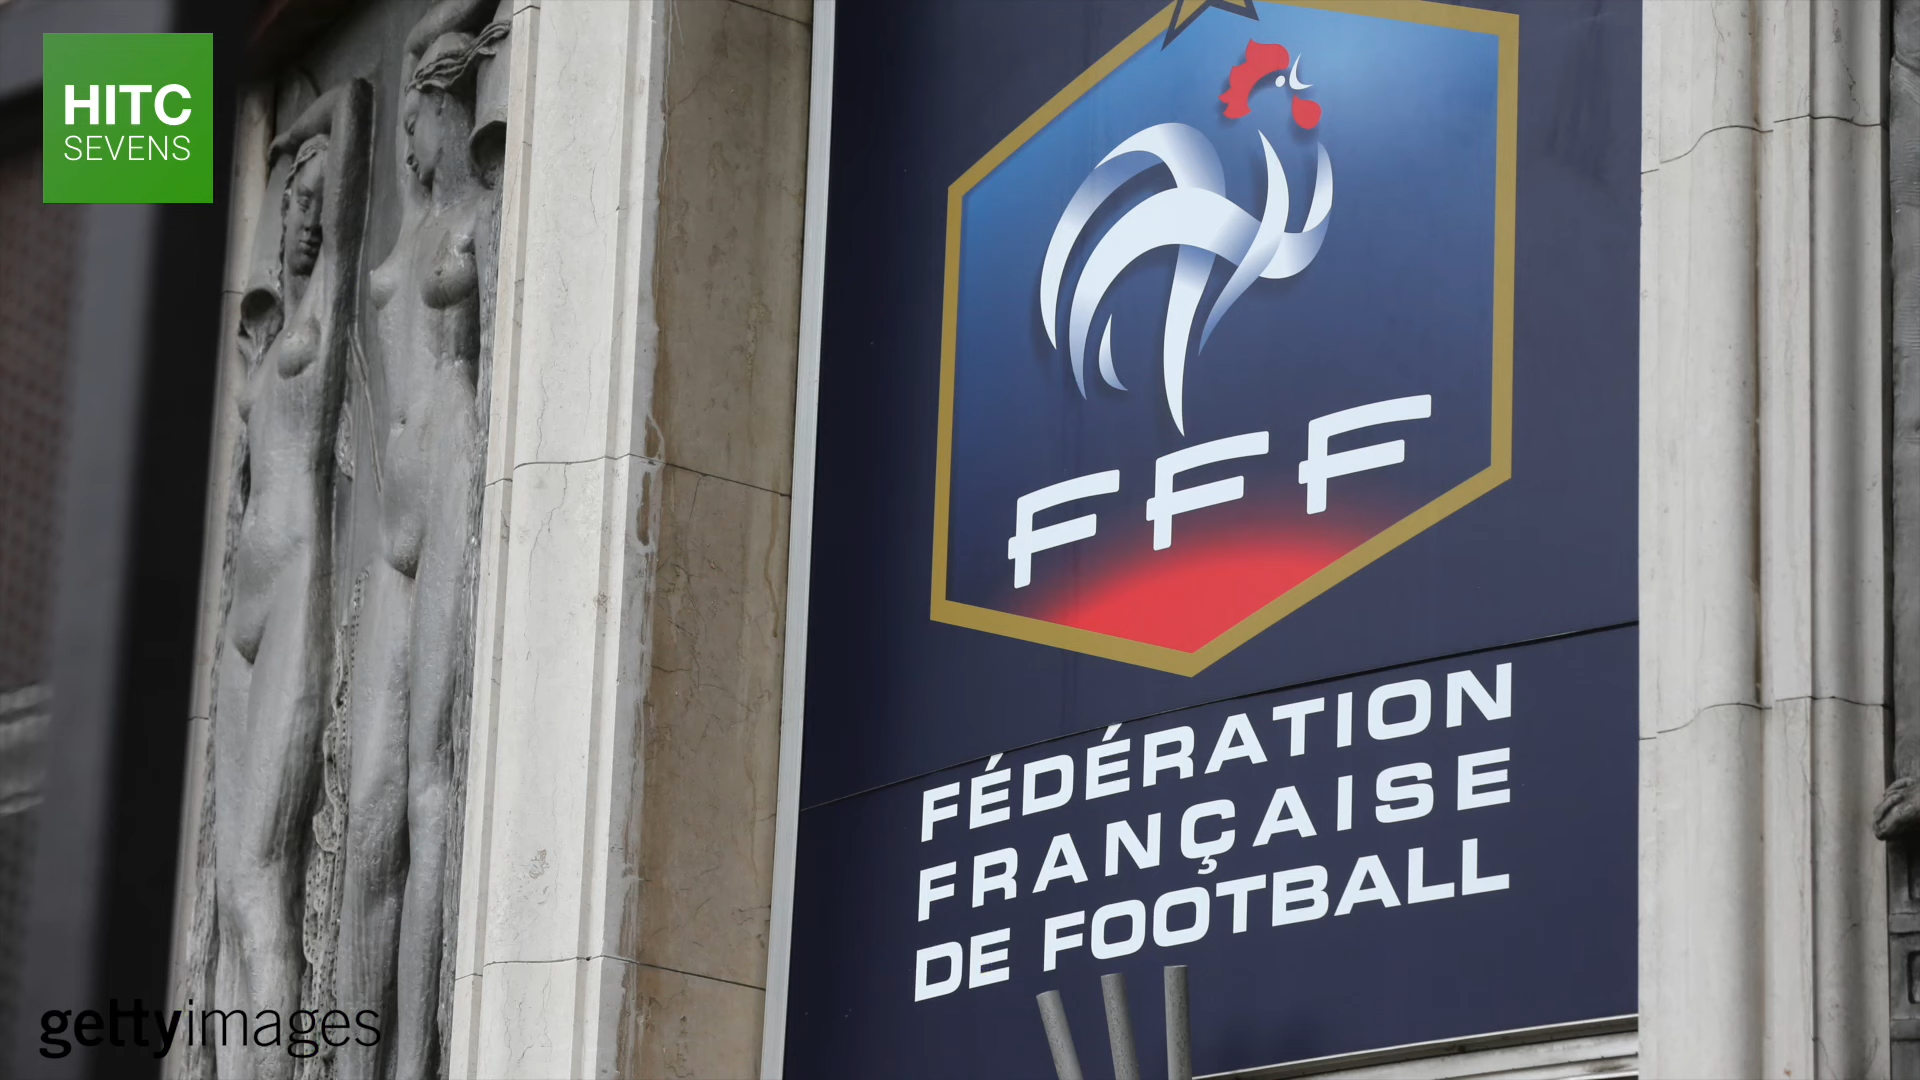 HITC
SEVENS
FFF
FÉDÉRATION
FRANÇAISE
DE FOOTBALL
gettyimages